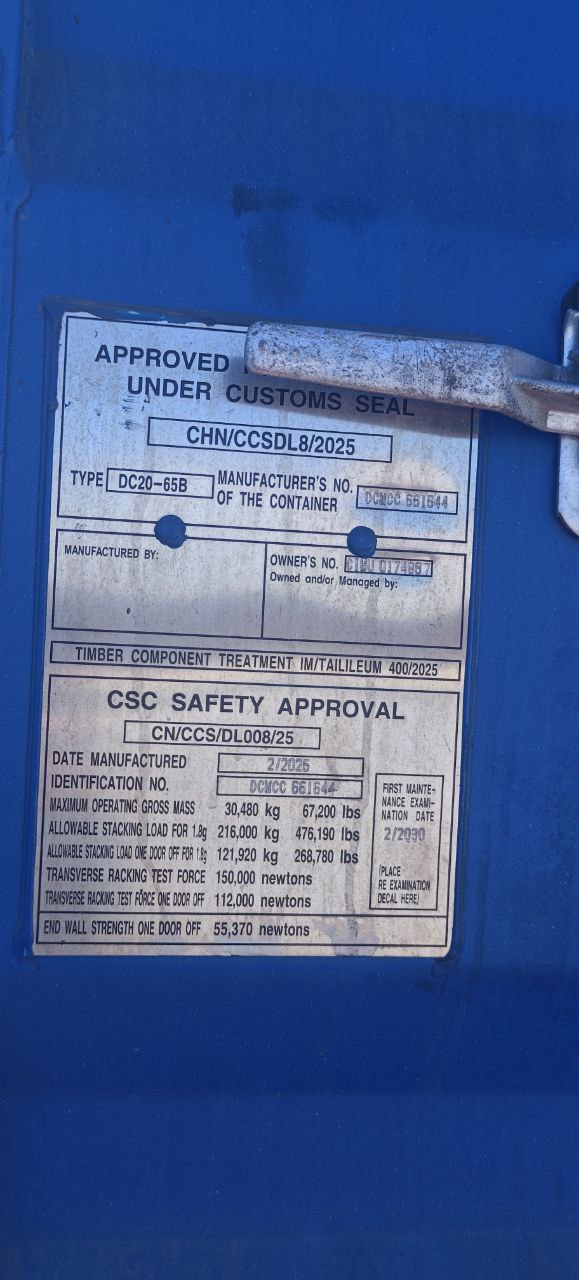 APPROVED
UNDER CUSTOMS SEAL
CHN/CCSDL8/2025
TYPE DC20-65B
MANUFACTURER'S NO.
OF THE CONTAINER DCMCC 661644
MANUFACTURED BY:
OWNER'S NO.
Owned and/or Managed by:
TIMBER COMPONENT TREATMENT IM/TAILILEUM 400/2025
CSC SAFETY APPROVAL
CN/CCS/DL008/25
DATE MANUFACTURED 2/2025
IDENTIFICATION NO. DCMCC 661644
MAXIMUM OPERATING GROSS MASS 30,480 kg 67,200 lbs
ALLOWABLE STACKING LOAD FOR 1.8g 216,000 kg 476,190 lbs
ALLOWABLE STACKING LOAD ONE DOOR OFF FOR 1.8g 121,920 kg 268,780 lbs
TRANSVERSE RACKING TEST FORCE 150,000 newtons
TRANSVERSE RACKING TEST FORCE ONE DOOR OFF 112,000 newtons
END WALL STRENGTH ONE DOOR OFF 55,370 newtons
FIRST MAINTE-
NANCE EXAMI-
NATION DATE
2/2030
(PLACE
RE EXAMINATION
DECAL HERE)